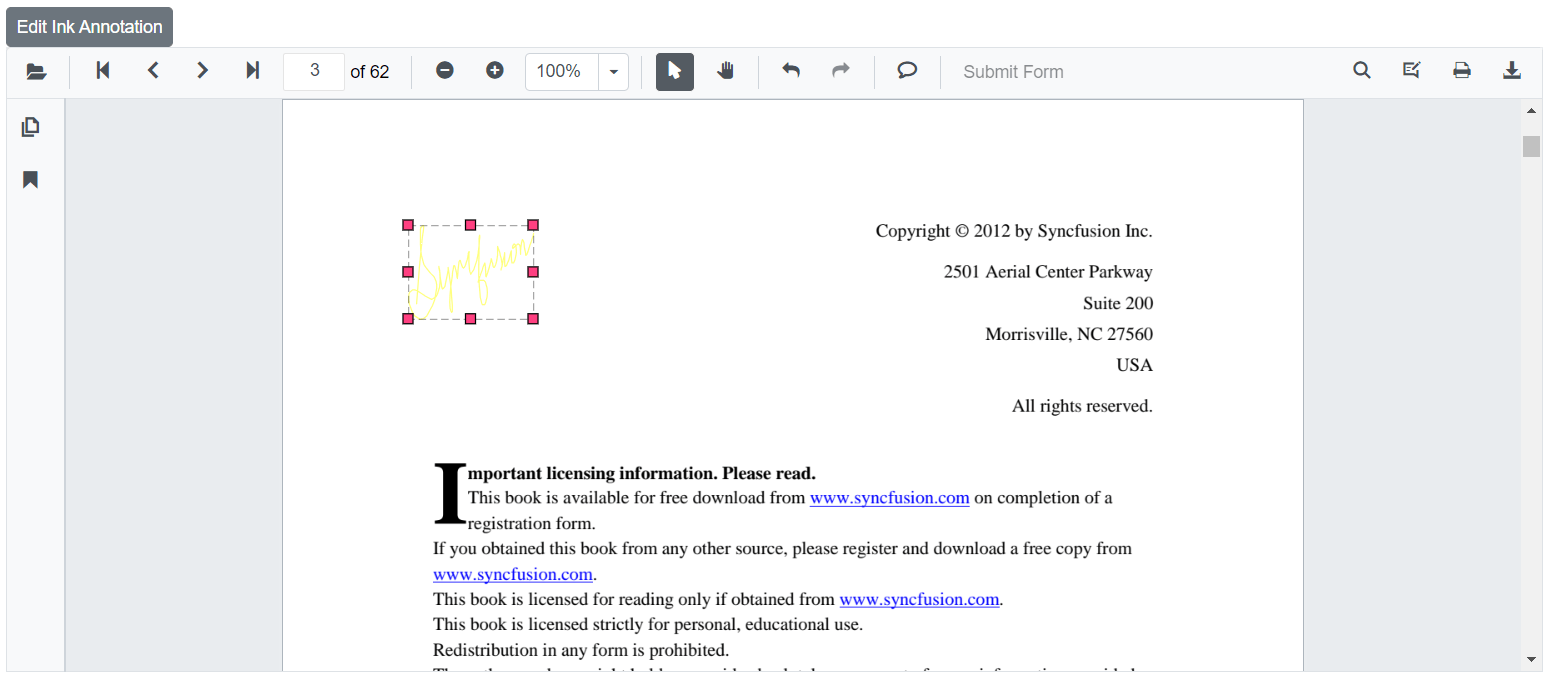 Edit Ink Annotation
3 of 62 100% Submit Form
Syncfusion
Copyright © 2012 by Syncfusion Inc.
2501 Aerial Center Parkway
Suite 200
Morrisville, NC 27560
USA
All rights reserved.
Important licensing information. Please read.
This book is available for free download from www.syncfusion.com on completion of a
registration form.
If you obtained this book from any other source, please register and download a free copy from
www.syncfusion.com.
This book is licensed for reading only if obtained from www.syncfusion.com.
This book is licensed strictly for personal, educational use.
Redistribution in any form is prohibited.